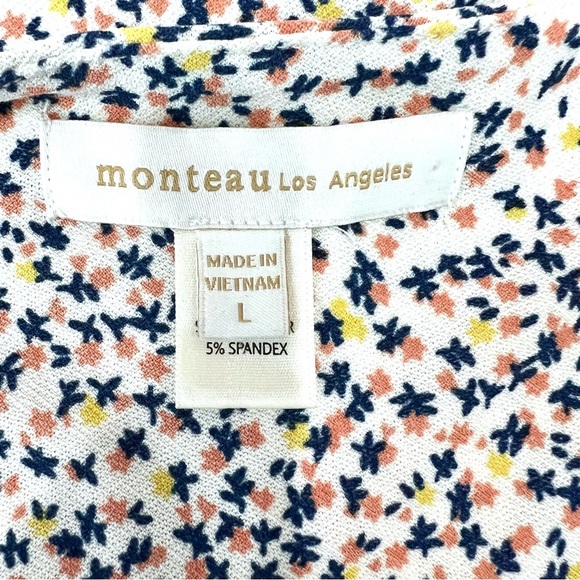 monteau Los Angeles
MADE IN
VIETNAM
L
5% SPANDEX